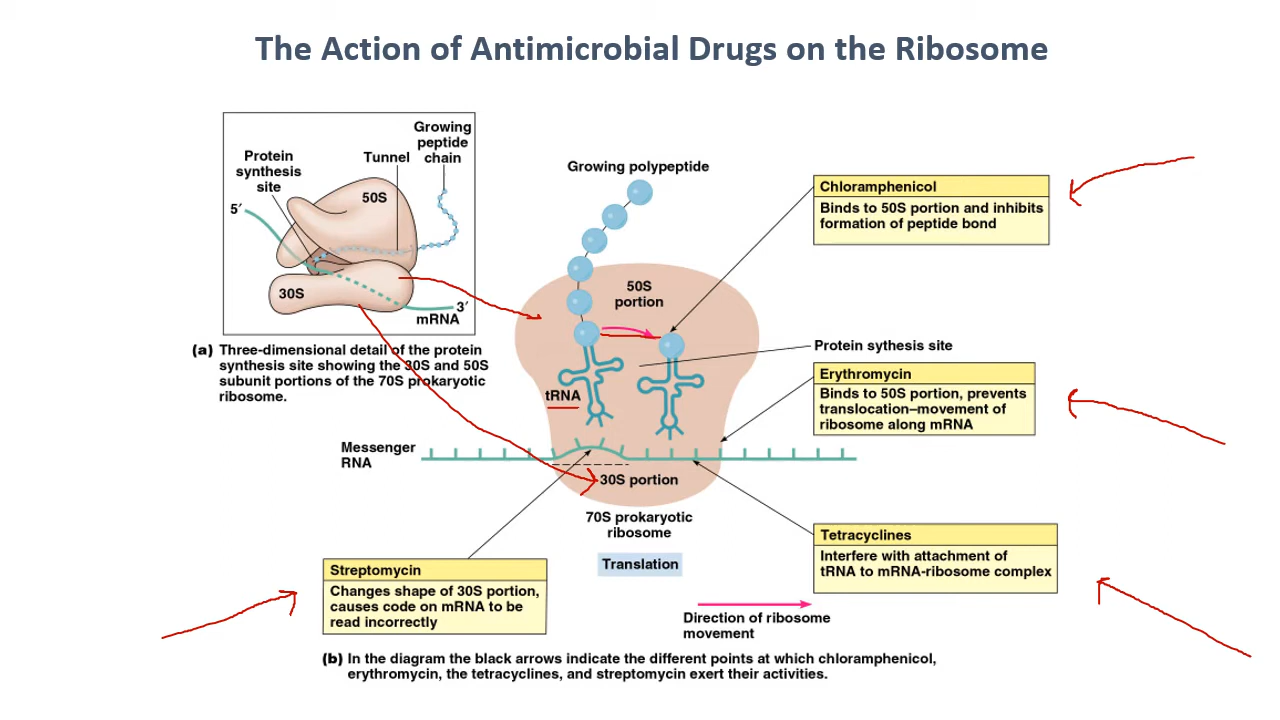 The Action of Antimicrobial Drugs on the Ribosome
Growing
peptide
chain
Tunnel
Protein
synthesis
site
50S
5′
30S
3′
mRNA
(a) Three-dimensional detail of the protein
synthesis site showing the 30S and 50S
subunit portions of the 70S prokaryotic
ribosome.
Growing polypeptide
50S
portion
tRNA
Messenger
RNA
30S portion
70S prokaryotic
ribosome
Translation
Chloramphenicol
Binds to 50S portion and inhibits
formation of peptide bond
Protein sythesis site
Erythromycin
Binds to 50S portion, prevents
translocation–movement of
ribosome along mRNA
Tetracyclines
Interfere with attachment of
tRNA to mRNA-ribosome complex
Streptomycin
Changes shape of 30S portion,
causes code on mRNA to be
read incorrectly
Direction of ribosome
movement
(b) In the diagram the black arrows indicate the different points at which chloramphenicol,
erythromycin, the tetracyclines, and streptomycin exert their activities.